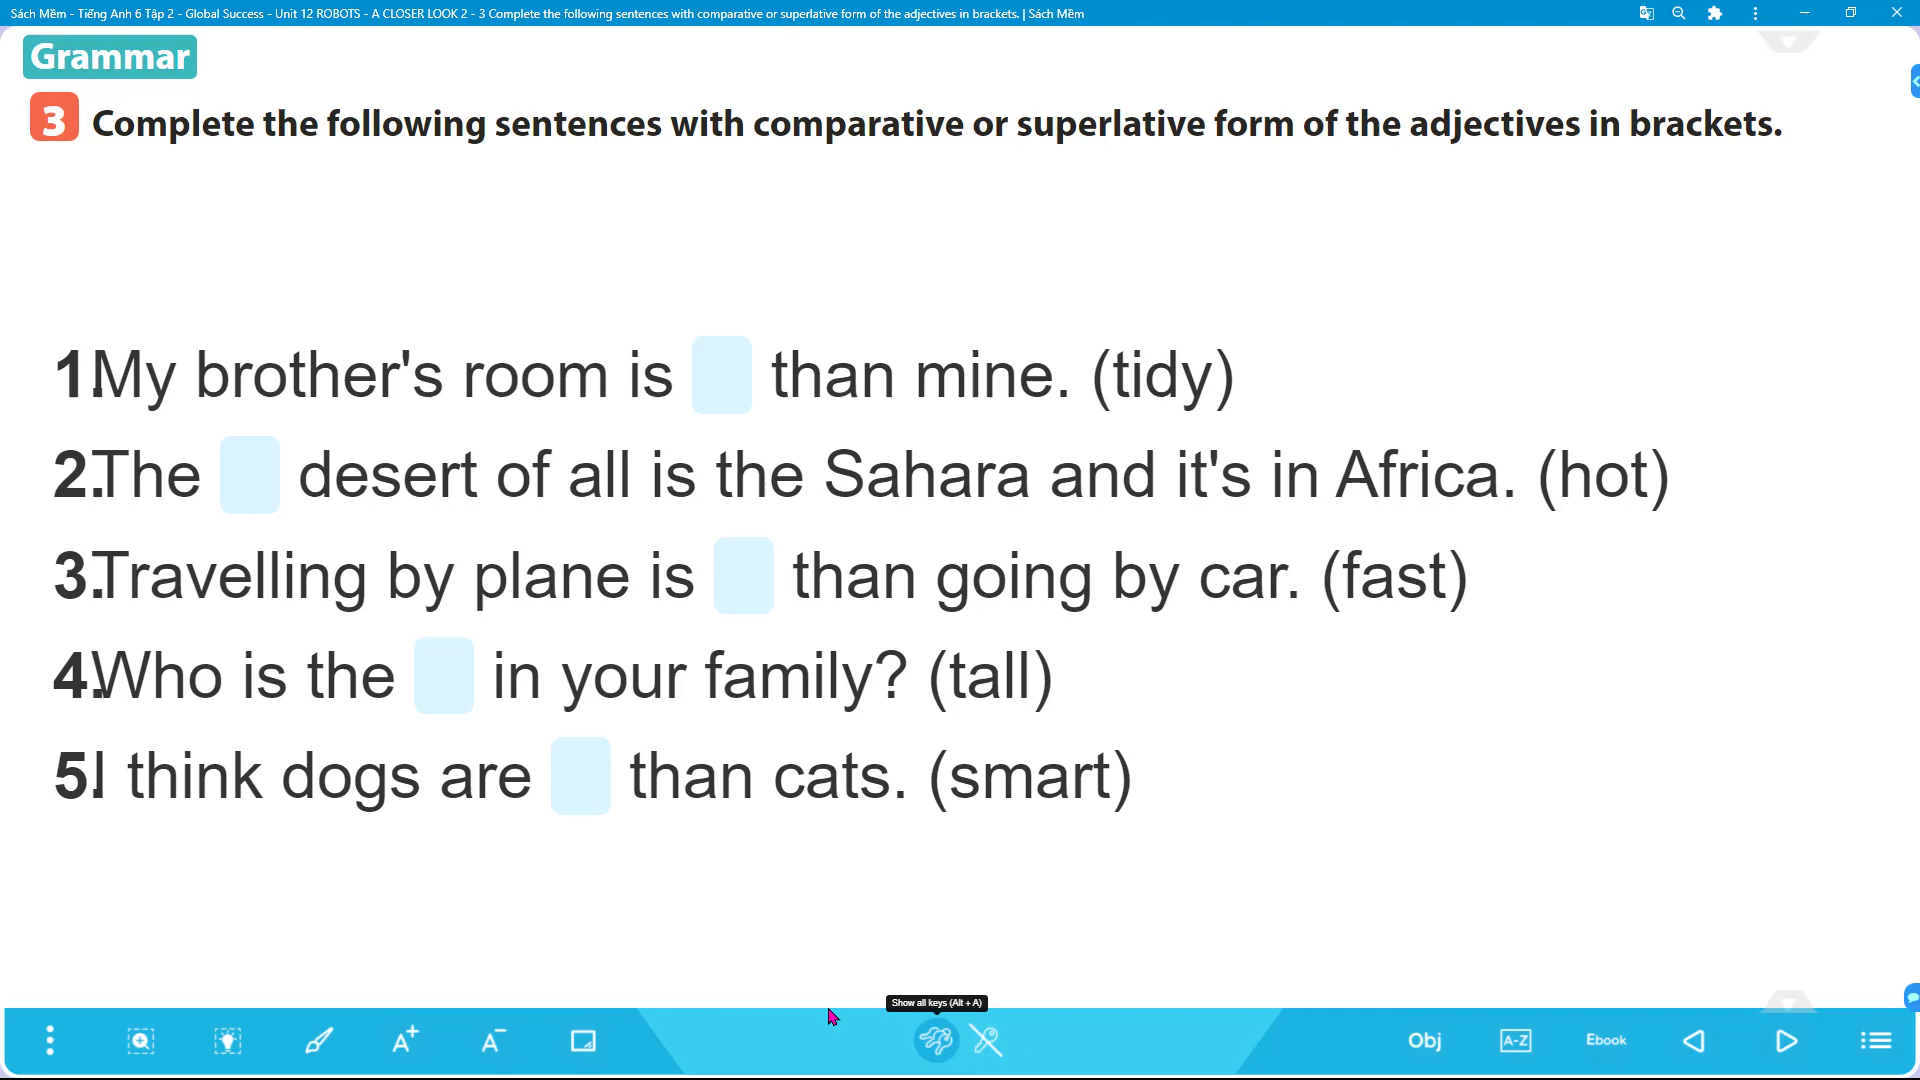 Sách Mềm - Tiếng Anh 6 Tập 2 - Global Success - Unit 12 ROBOTS - A CLOSER LOOK 2 - 3 Complete the following sentences with comparative or superlative form of the adjectives in brackets. | Sách Mềm
Grammar
3 Complete the following sentences with comparative or superlative form of the adjectives in brackets.
1. My brother's room is than mine. (tidy)
2. The desert of all is the Sahara and it's in Africa. (hot)
3. Travelling by plane is than going by car. (fast)
4. Who is the in your family? (tall)
5. I think dogs are than cats. (smart)
Show all keys (Alt + A)
A+ A- Obj A-Z Ebook